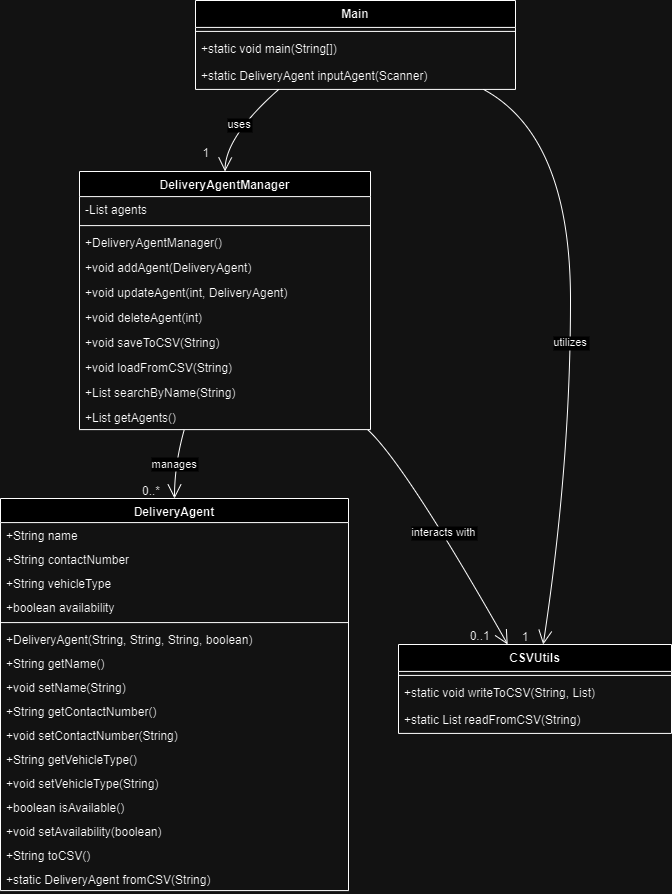 Main
+static void main(String[])
+static DeliveryAgent inputAgent(Scanner)
uses
1
DeliveryAgentManager
-List agents
+DeliveryAgentManager()
+void addAgent(DeliveryAgent)
+void updateAgent(int, DeliveryAgent)
+void deleteAgent(int)
+void saveToCSV(String)
+void loadFromCSV(String)
+List searchByName(String)
+List getAgents()
utilizes
manages
0..*
DeliveryAgent
+String name
+String contactNumber
+String vehicleType
+boolean availability
+DeliveryAgent(String, String, String, boolean)
+String getName()
+void setName(String)
+String getContactNumber()
+void setContactNumber(String)
+String getVehicleType()
+void setVehicleType(String)
+boolean isAvailable()
+void setAvailability(boolean)
+String toCSV()
+static DeliveryAgent fromCSV(String)
interacts with
0..1
1
CSVUtils
+static void writeToCSV(String, List)
+static List readFromCSV(String)